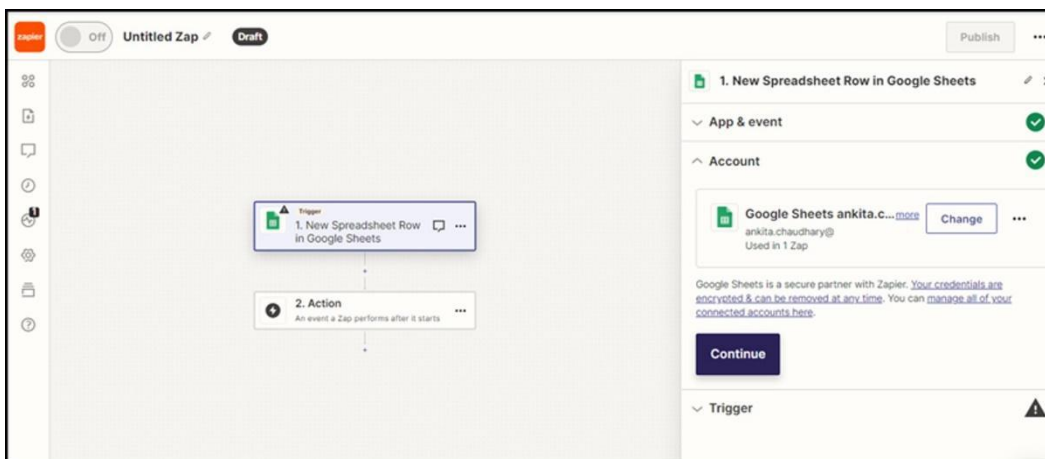 zapier
Off
Untitled Zap
Draft
Publish
1. New Spreadsheet Row in Google Sheets
App & event
Account
Google Sheets ankita.c...more
Change
ankita.chaudhary@
Used in 1 Zap
Google Sheets is a secure partner with Zapier. Your credentials are
encrypted & can be removed at any time. You can manage all of your
connected accounts here.
Continue
Trigger
Trigger
1. New Spreadsheet Row
in Google Sheets
2. Action
An event a Zap performs after it starts
1